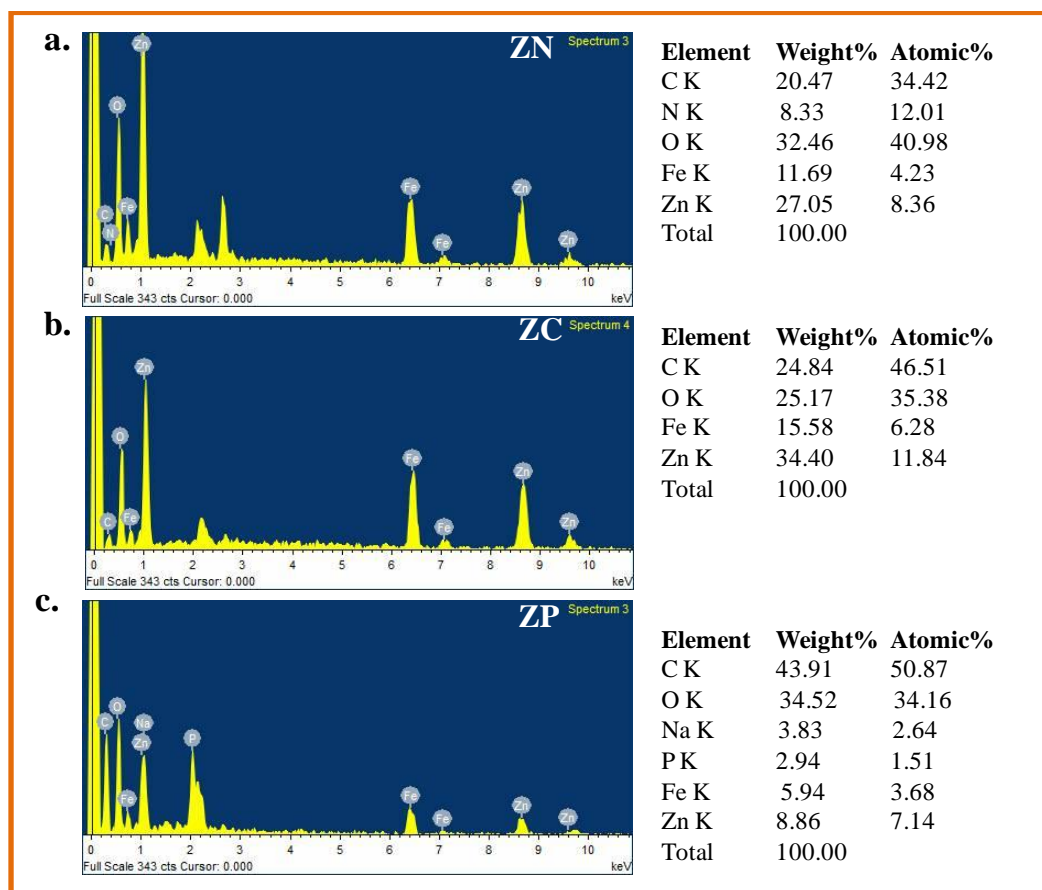 a.
ZN
Spectrum 3
Zn
O
Fe
Zn
C
Fe
N
Fe
Zn
0 1 2 3 4 5 6 7 8 9 10
Full Scale 343 cts Cursor: 0.000 keV
Element Weight% Atomic%
C K 20.47 34.42
N K 8.33 12.01
O K 32.46 40.98
Fe K 11.69 4.23
Zn K 27.05 8.36
Total 100.00
b.
ZC
Spectrum 4
Zn
O
Fe
Zn
C
Fe
Fe
Zn
0 1 2 3 4 5 6 7 8 9 10
Full Scale 343 cts Cursor: 0.000 keV
Element Weight% Atomic%
C K 24.84 46.51
O K 25.17 35.38
Fe K 15.58 6.28
Zn K 34.40 11.84
Total 100.00
c.
ZP
Spectrum 3
O
C
Na
Zn
P
Fe
Fe
Fe
Zn
Zn
0 1 2 3 4 5 6 7 8 9 10
Full Scale 343 cts Cursor: 0.000 keV
Element Weight% Atomic%
C K 43.91 50.87
O K 34.52 34.16
Na K 3.83 2.64
P K 2.94 1.51
Fe K 5.94 3.68
Zn K 8.86 7.14
Total 100.00